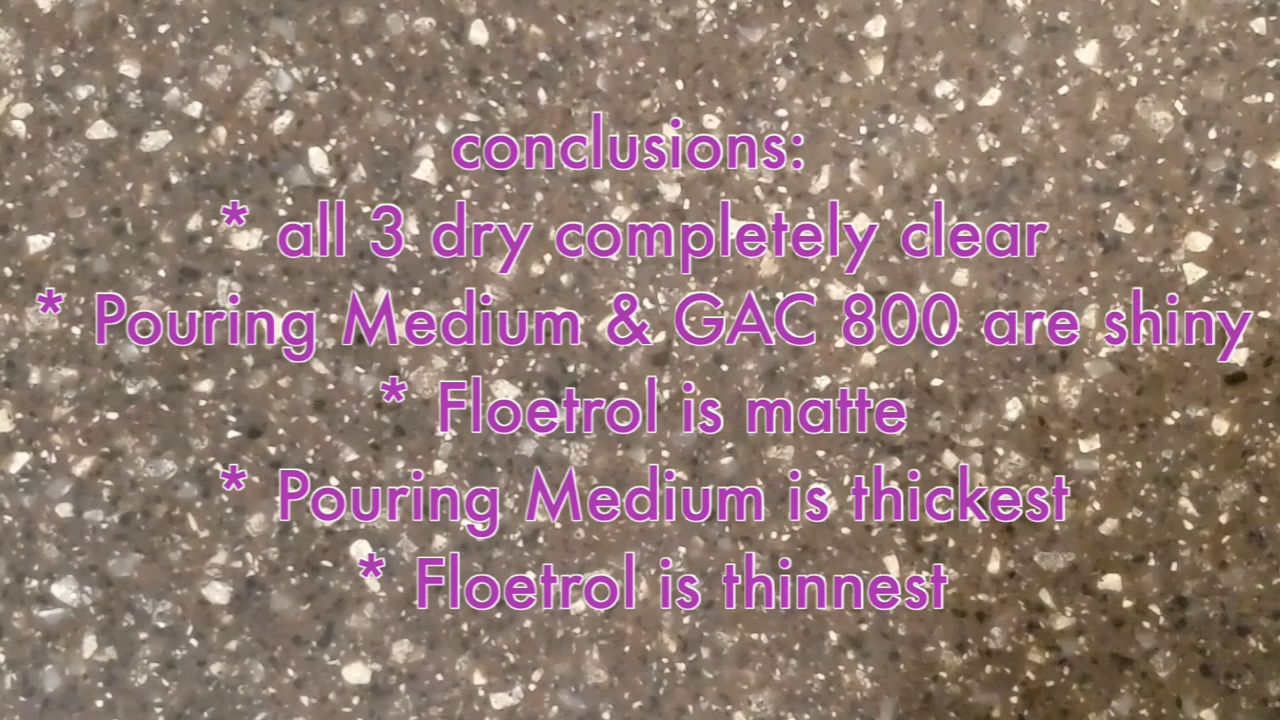 conclusions:
* all 3 dry completely clear
* Pouring Medium & GAC 800 are shiny
* Floetrol is matte
* Pouring Medium is thickest
* Floetrol is thinnest